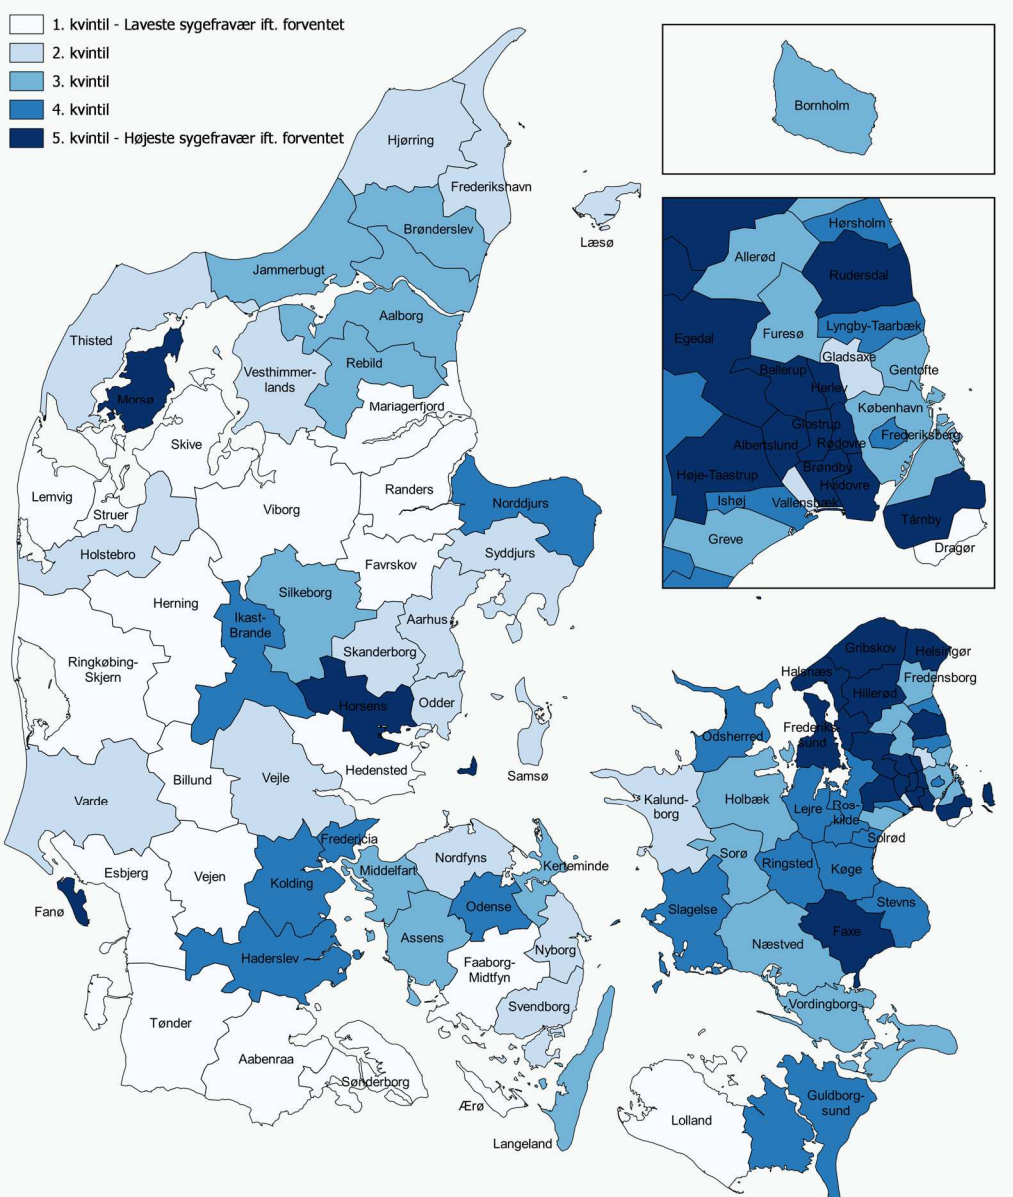 1. kvintil - Laveste sygefravær ift. forventet
2. kvintil
3. kvintil
4. kvintil
5. kvintil - Højeste sygefravær ift. forventet
Hjørring
Frederikshavn
Brønderslev
Læsø
Jammerbugt
Aalborg
Thisted
Rebild
Vesthimmer-
lands
Morsø
Mariagerfjord
Skive
Lemvig
Randers
Struer
Viborg
Norddjurs
Holstebro
Syddjurs
Favrskov
Silkeborg
Herning
Ikast-
Brande
Aarhus
Skanderborg
Ringkøbing-
Skjern
Horsens
Odder
Hedensted
Samsø
Billund
Vejle
Varde
Fredericia
Nordfyns
Kerteminde
Middelfart
Esbjerg
Vejen
Kolding
Odense
Fanø
Assens
Nyborg
Haderslev
Faaborg-
Midtfyn
Svendborg
Tønder
Aabenraa
Sønderborg
Ærø
Langeland
Bornholm
Hørsholm
Allerød
Rudersdal
Lyngby-Taarbæk
Furesø
Egedal
Gladsaxe
Gentofte
Ballerup
Herlev
København
Glostrup
Frederiksberg
Albertslund
Rødovre
Brøndby
Høje-Taastrup
Hvidovre
Ishøj
Vallensbæk
Tårnby
Greve
Dragør
Gribskov
Helsingør
Halsnæs
Fredensborg
Hillerød
Frederiks-
sund
Odsherred
Kalund-
borg
Holbæk
Lejre
Ros-
kilde
Solrød
Sorø
Ringsted
Køge
Slagelse
Stevns
Faxe
Næstved
Vordingborg
Guldborg-
sund
Lolland